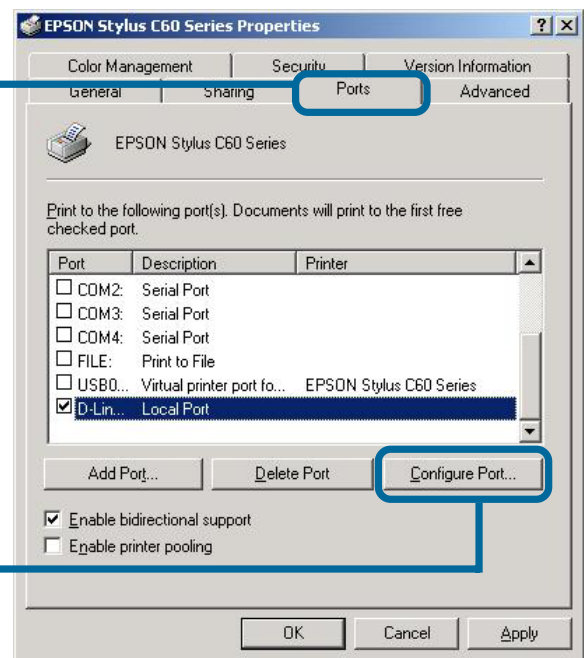 EPSON Stylus C60 Series Properties
Color Management Security Version Information
General Sharing Ports Advanced
EPSON Stylus C60 Series
Print to the following port(s). Documents will print to the first free
checked port.
Port Description Printer
COM2: Serial Port
COM3: Serial Port
COM4: Serial Port
FILE: Print to File
USB0... Virtual printer port fo... EPSON Stylus C60 Series
D-Lin... Local Port
Add Port... Delete Port Configure Port...
Enable bidirectional support
Enable printer pooling
OK Cancel Apply